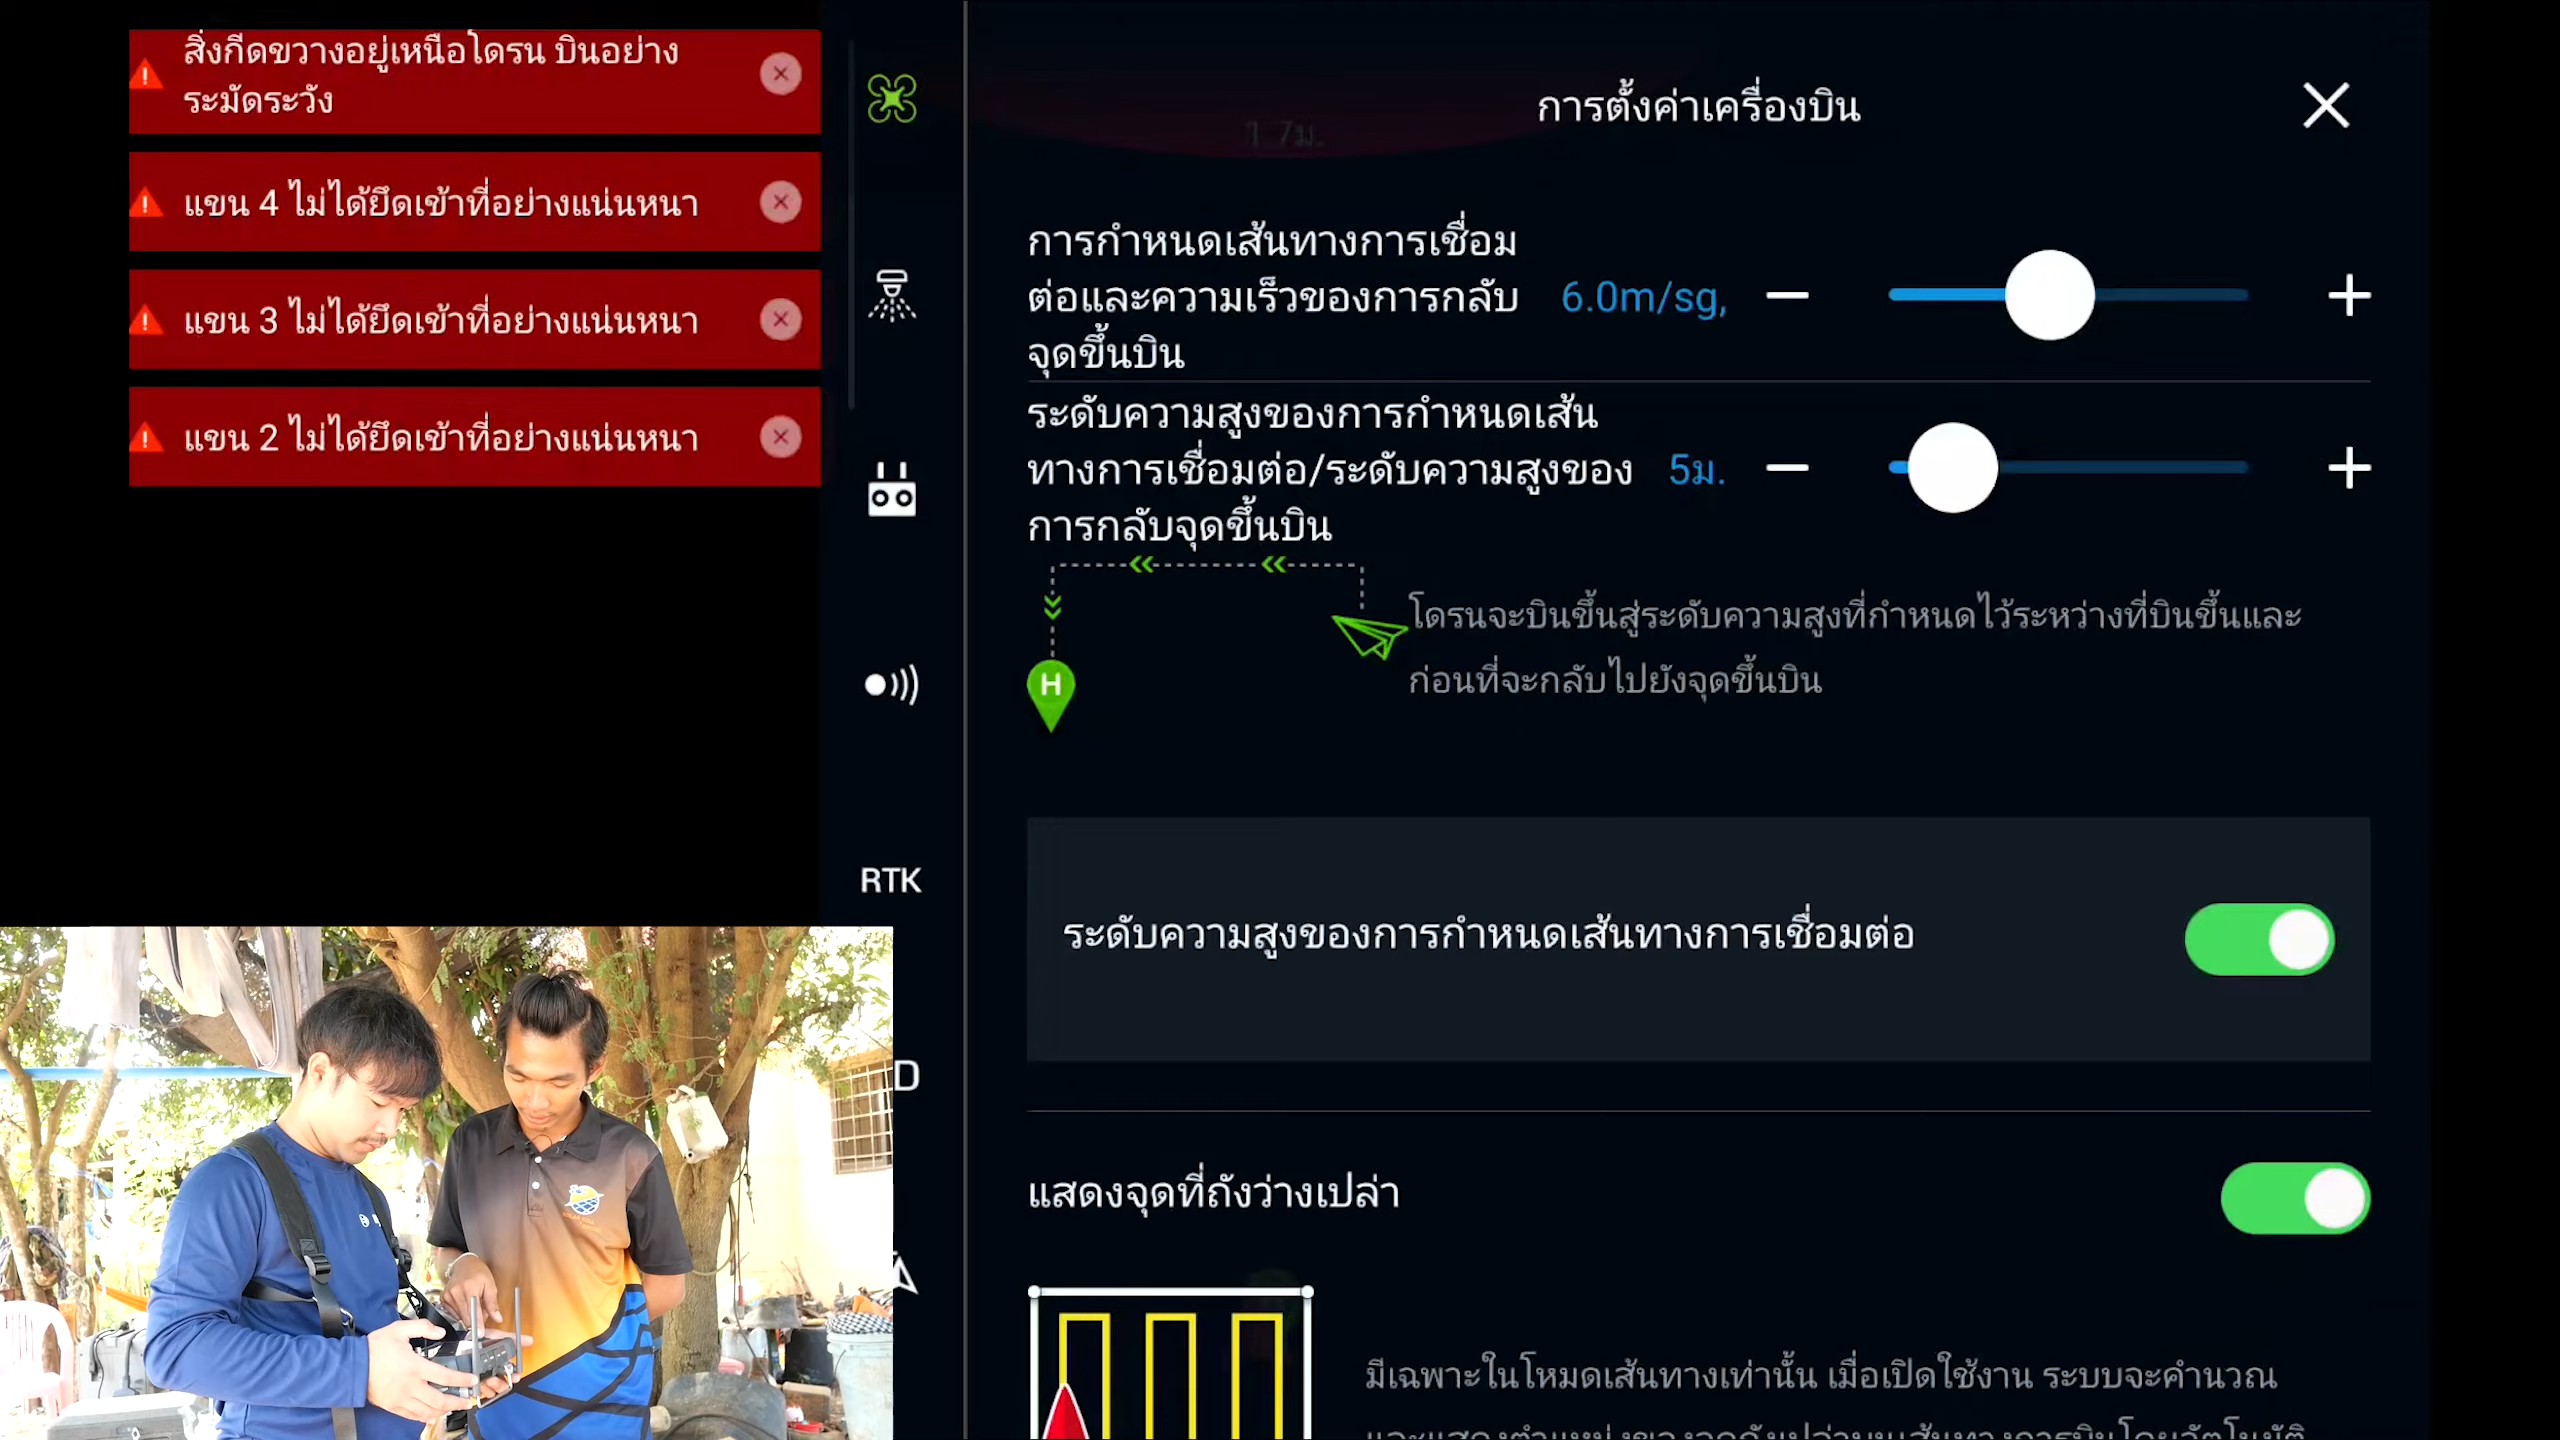 สิ่งกีดขวางอยู่เหนือโดรน บินอย่าง
ระมัดระวัง
แขน 4 ไม่ได้ยึดเข้าที่อย่างแน่นหนา
แขน 3 ไม่ได้ยึดเข้าที่อย่างแน่นหนา
แขน 2 ไม่ได้ยึดเข้าที่อย่างแน่นหนา
RTK
D
1.7ม.
การตั้งค่าเครื่องบิน
การกำหนดเส้นทางการเชื่อม
ต่อและความเร็วของการกลับ
จุดขึ้นบิน
6.0m/sg,
ระดับความสูงของการกำหนดเส้น
ทางการเชื่อมต่อ/ระดับความสูงของ
การกลับจุดขึ้นบิน
5ม.
H
โดรนจะบินขึ้นสู่ระดับความสูงที่กำหนดไว้ระหว่างที่บินขึ้นและ
ก่อนที่จะกลับไปยังจุดขึ้นบิน
ระดับความสูงของการกำหนดเส้นทางการเชื่อมต่อ
แสดงจุดที่ถังว่างเปล่า
มีเฉพาะในโหมดเส้นทางเท่านั้น เมื่อเปิดใช้งาน ระบบจะคำนวณ